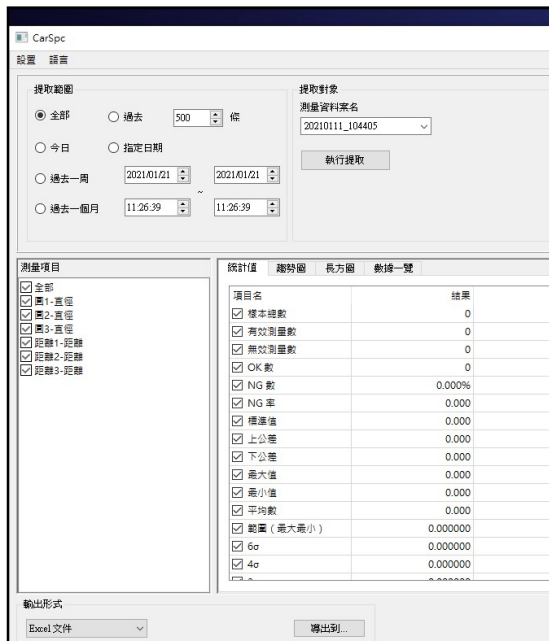 CarSpc
設置 語言
提取範圍
全部 過去 500 條
今日 指定日期
過去一周 2021/01/21 ~ 2021/01/21
過去一個月 11:26:39 11:26:39
提取對象
測量資料案名
20210111_104405
執行提取
測量項目
全部
圓1-直徑
圓2-直徑
圓3-直徑
距離1-距離
距離2-距離
距離3-距離
統計值 趨勢圖 長方圖 數據一覽
項目名 結果
樣本總數 0
有效測量數 0
無效測量數 0
OK 數 0
NG 數 0.000%
NG 率 0.000
標準值 0.000
上公差 0.000
下公差 0.000
最大值 0.000
最小值 0.000
平均數 0.000
範圍(最大最小) 0.000000
6σ 0.000000
4σ 0.000000
輸出形式
Excel 文件 導出到...